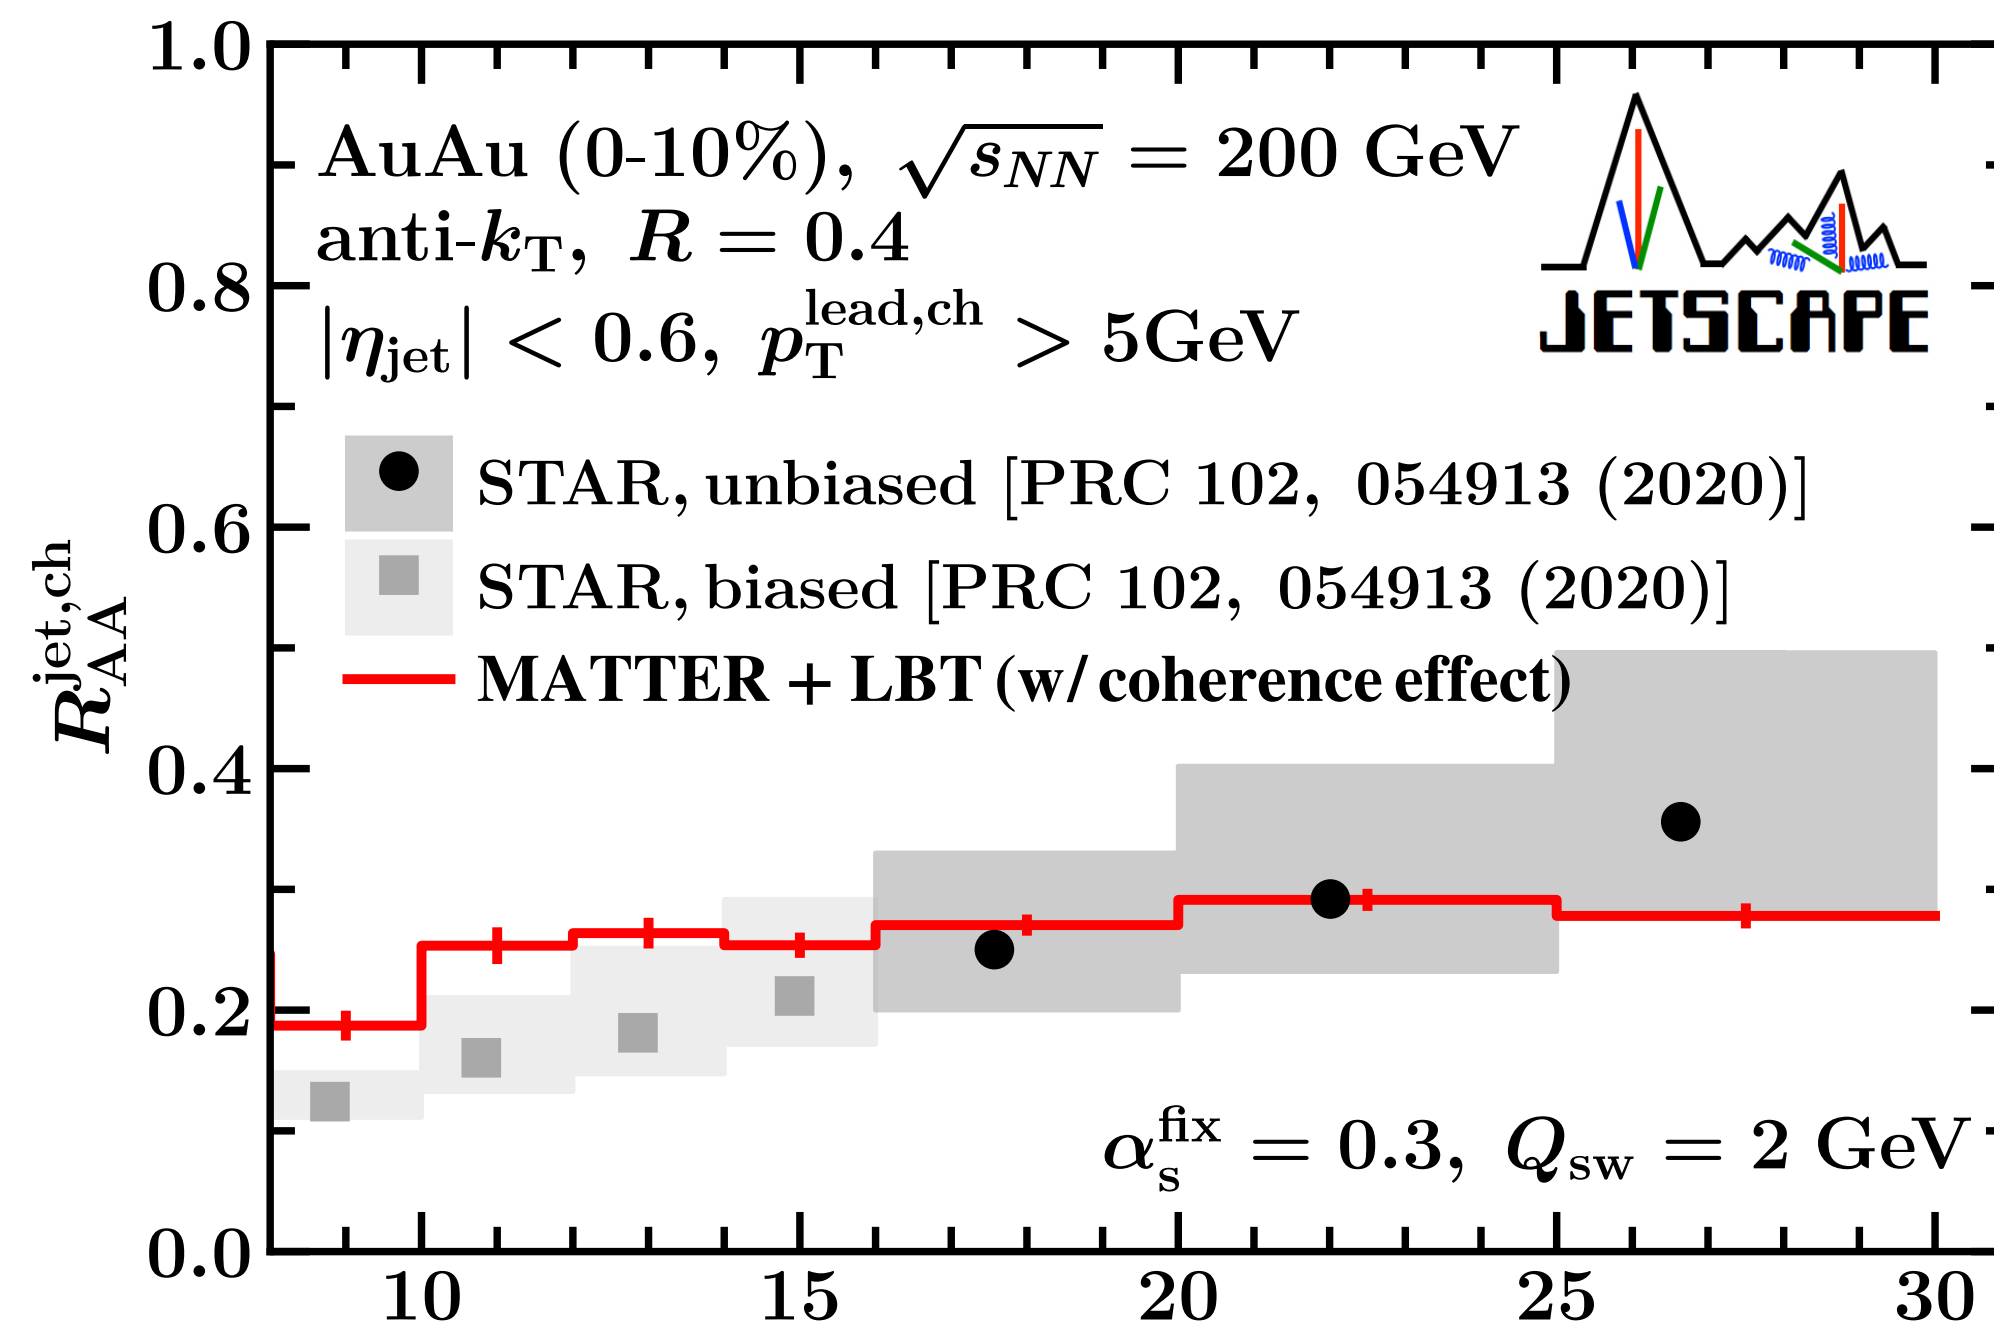 1.0
AuAu (0-10%), √s_NN = 200 GeV
anti-k_T, R = 0.4
0.8
|η_jet| < 0.6, p_T^lead,ch > 5GeV
JETSCAPE
STAR, unbiased [PRC 102, 054913 (2020)]
0.6
STAR, biased [PRC 102, 054913 (2020)]
MATTER + LBT (w/ coherence effect)
R_AA^jet,ch
0.4
0.2
α_s^fix = 0.3, Q_sw = 2 GeV
0.0
10 15 20 25 30